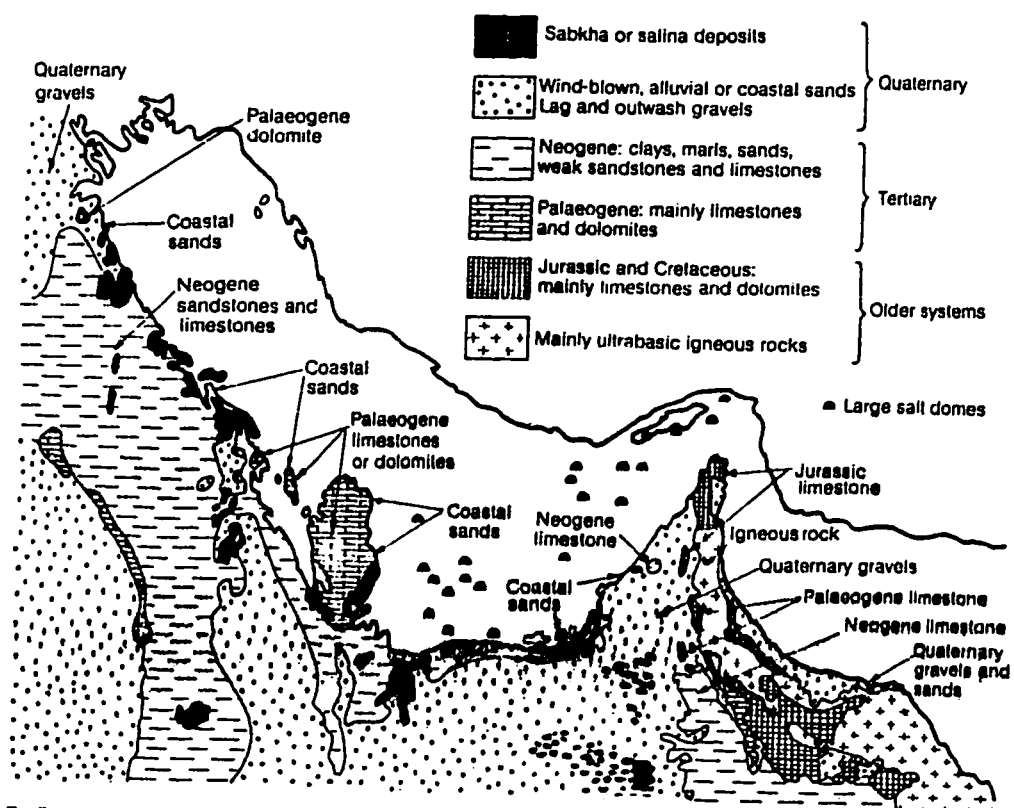 Sabkha or salina deposits
Wind-blown, alluvial or coastal sands
Lag and outwash gravels
Quaternary
Neogene: clays, marls, sands,
weak sandstones and limestones
Palaeogene: mainly limestones
and dolomites
Tertiary
Jurassic and Cretaceous:
mainly limestones and dolomites
Mainly ultrabasic igneous rocks
Older systems
Large salt domes
Quaternary
gravels
Palaeogene
dolomite
Coastal
sands
Neogene
sandstones and
limestones
Coastal
sands
Palaeogene
limestones
or dolomites
Coastal
sands
Neogene
limestone
Coastal
sands
Jurassic
limestone
Igneous rock
Quaternary gravels
Palaeogene limestone
Neogene limestone
Quaternary
gravels and
sands